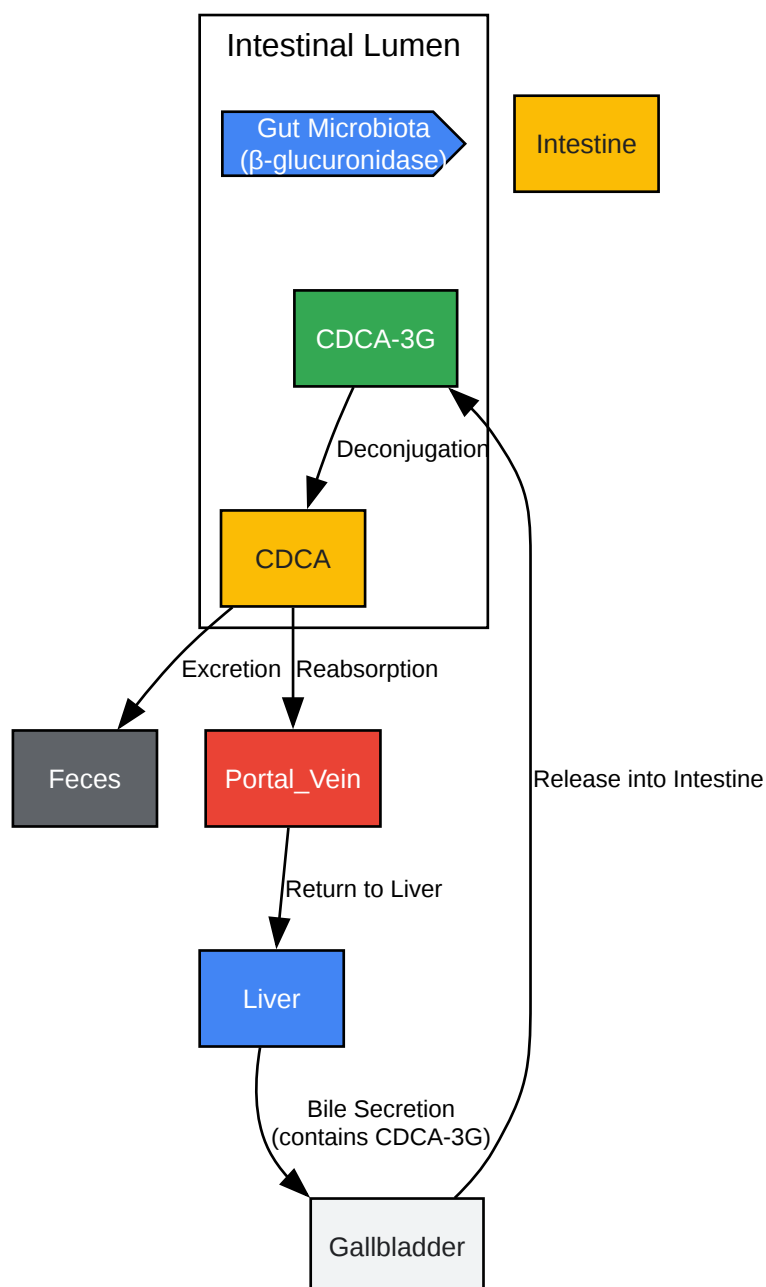 Intestinal Lumen
Gut Microbiota
(β-glucuronidase)
Intestine
CDCA-3G
Deconjugation
CDCA
Excretion
Reabsorption
Feces
Portal_Vein
Release into Intestine
Return to Liver
Liver
Bile Secretion
(contains CDCA-3G)
Gallbladder